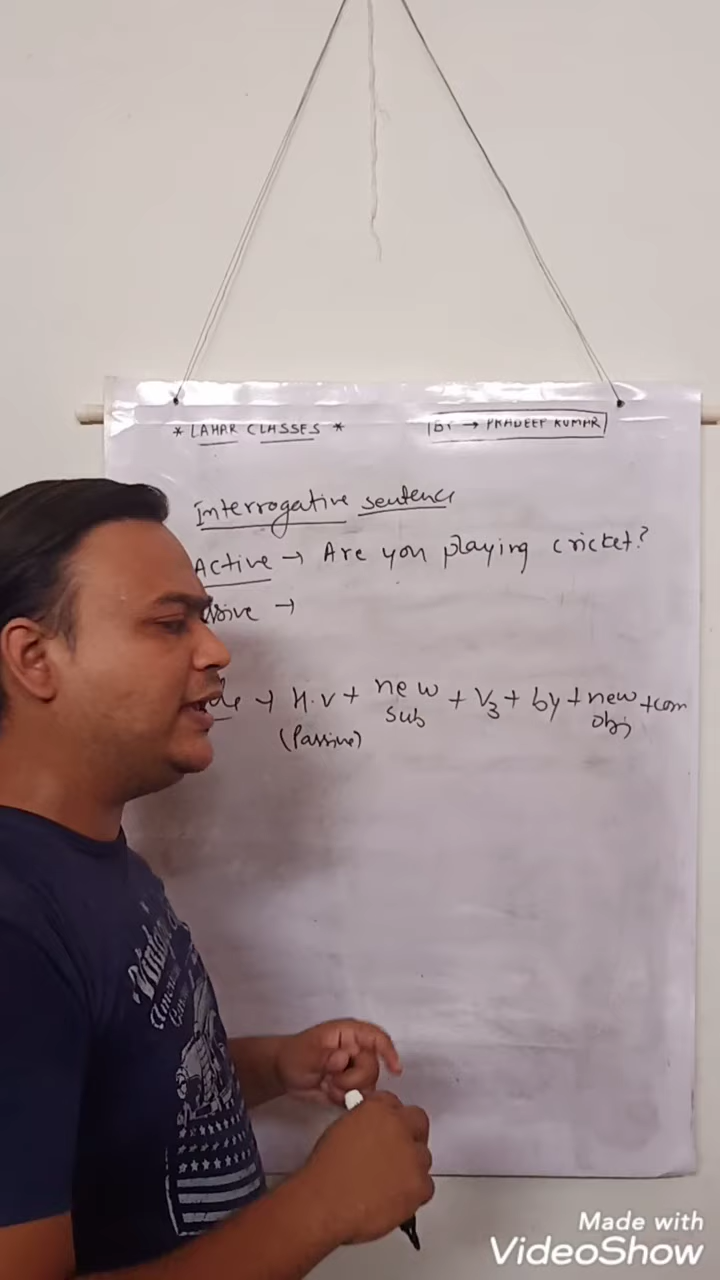 * LAHAR CLASSES *
BY → PRADEEP KUMAR
Interrogative sentence
Active → Are you playing cricket?
ssive →
→ H.V + new sub + V3 + by + new obj + com
(Passive)
Made with
VideoShow